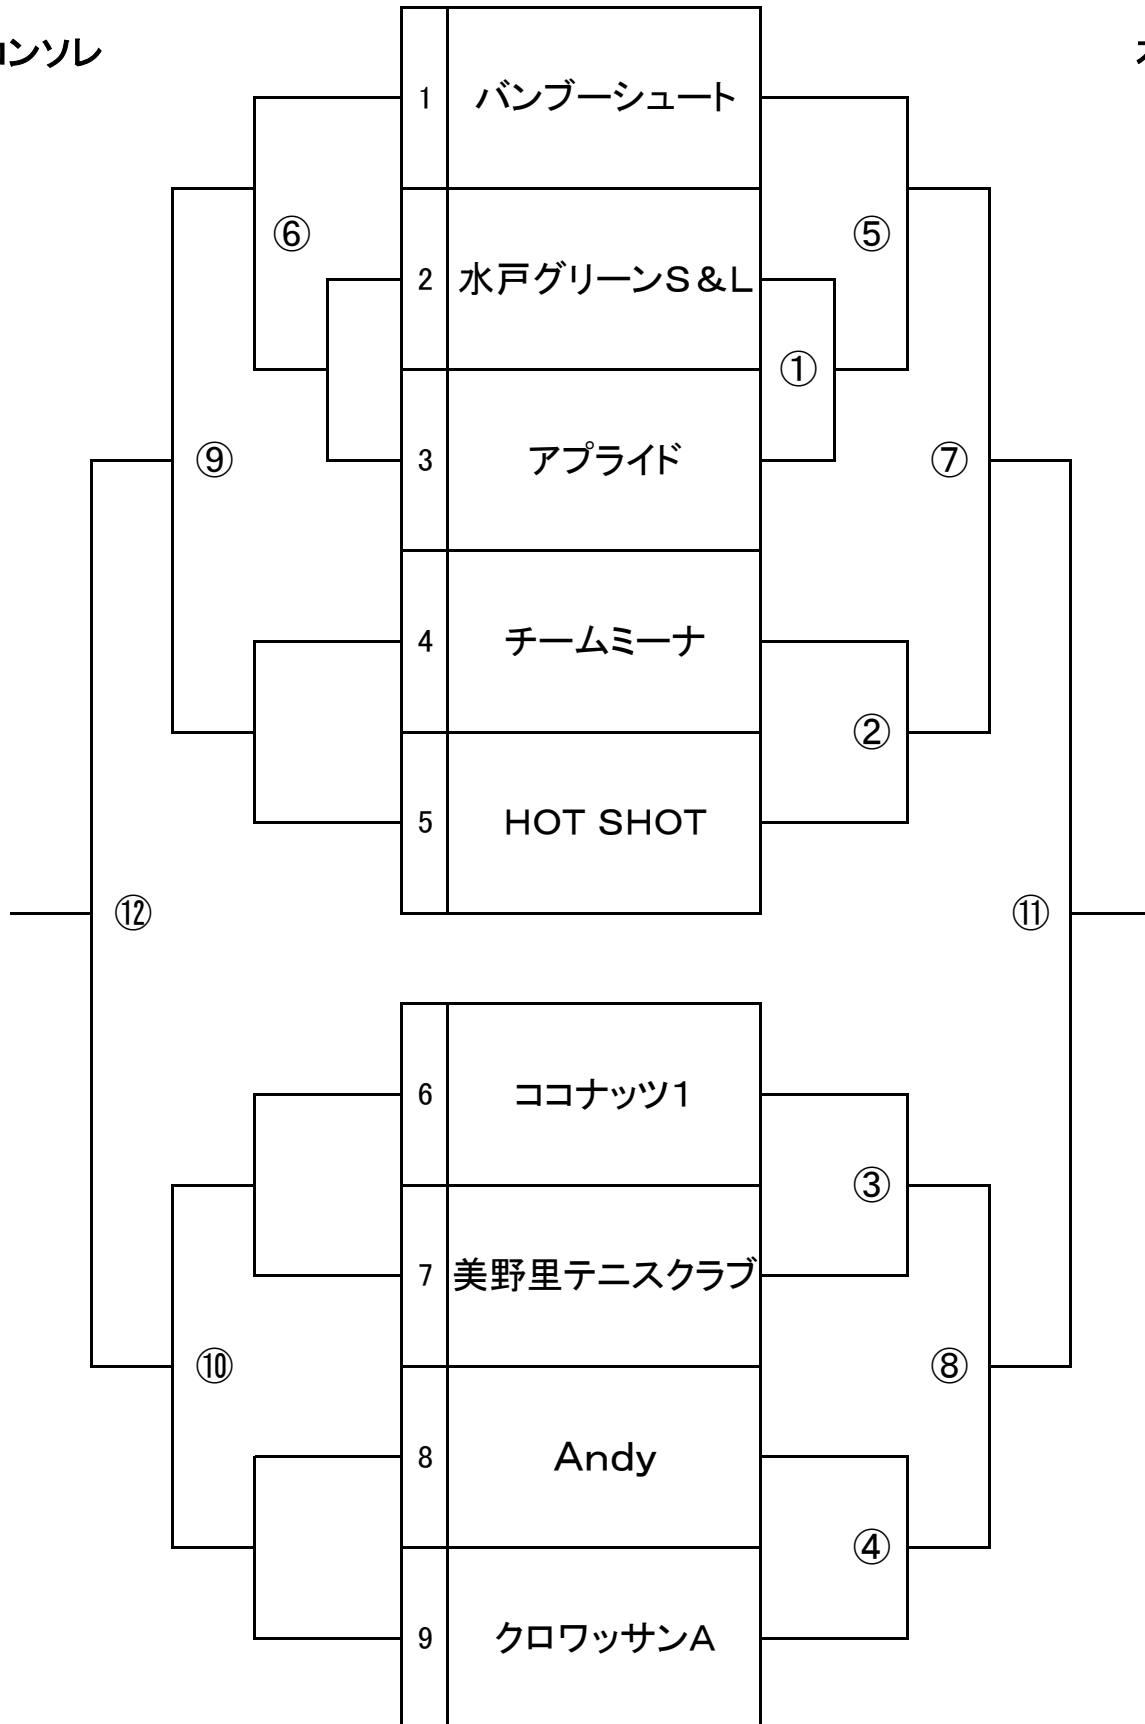 コンソレ
1 バンブーシュート
⑥ ⑤
2 水戸グリーンS&L
①
⑨ 3 アプライド ⑦
4 チームミーナ
②
5 HOT SHOT
⑫ ⑪
6 ココナッツ1
③
7 美野里テニスクラブ
⑩ ⑧
8 Andy
④
9 クロワッサンA